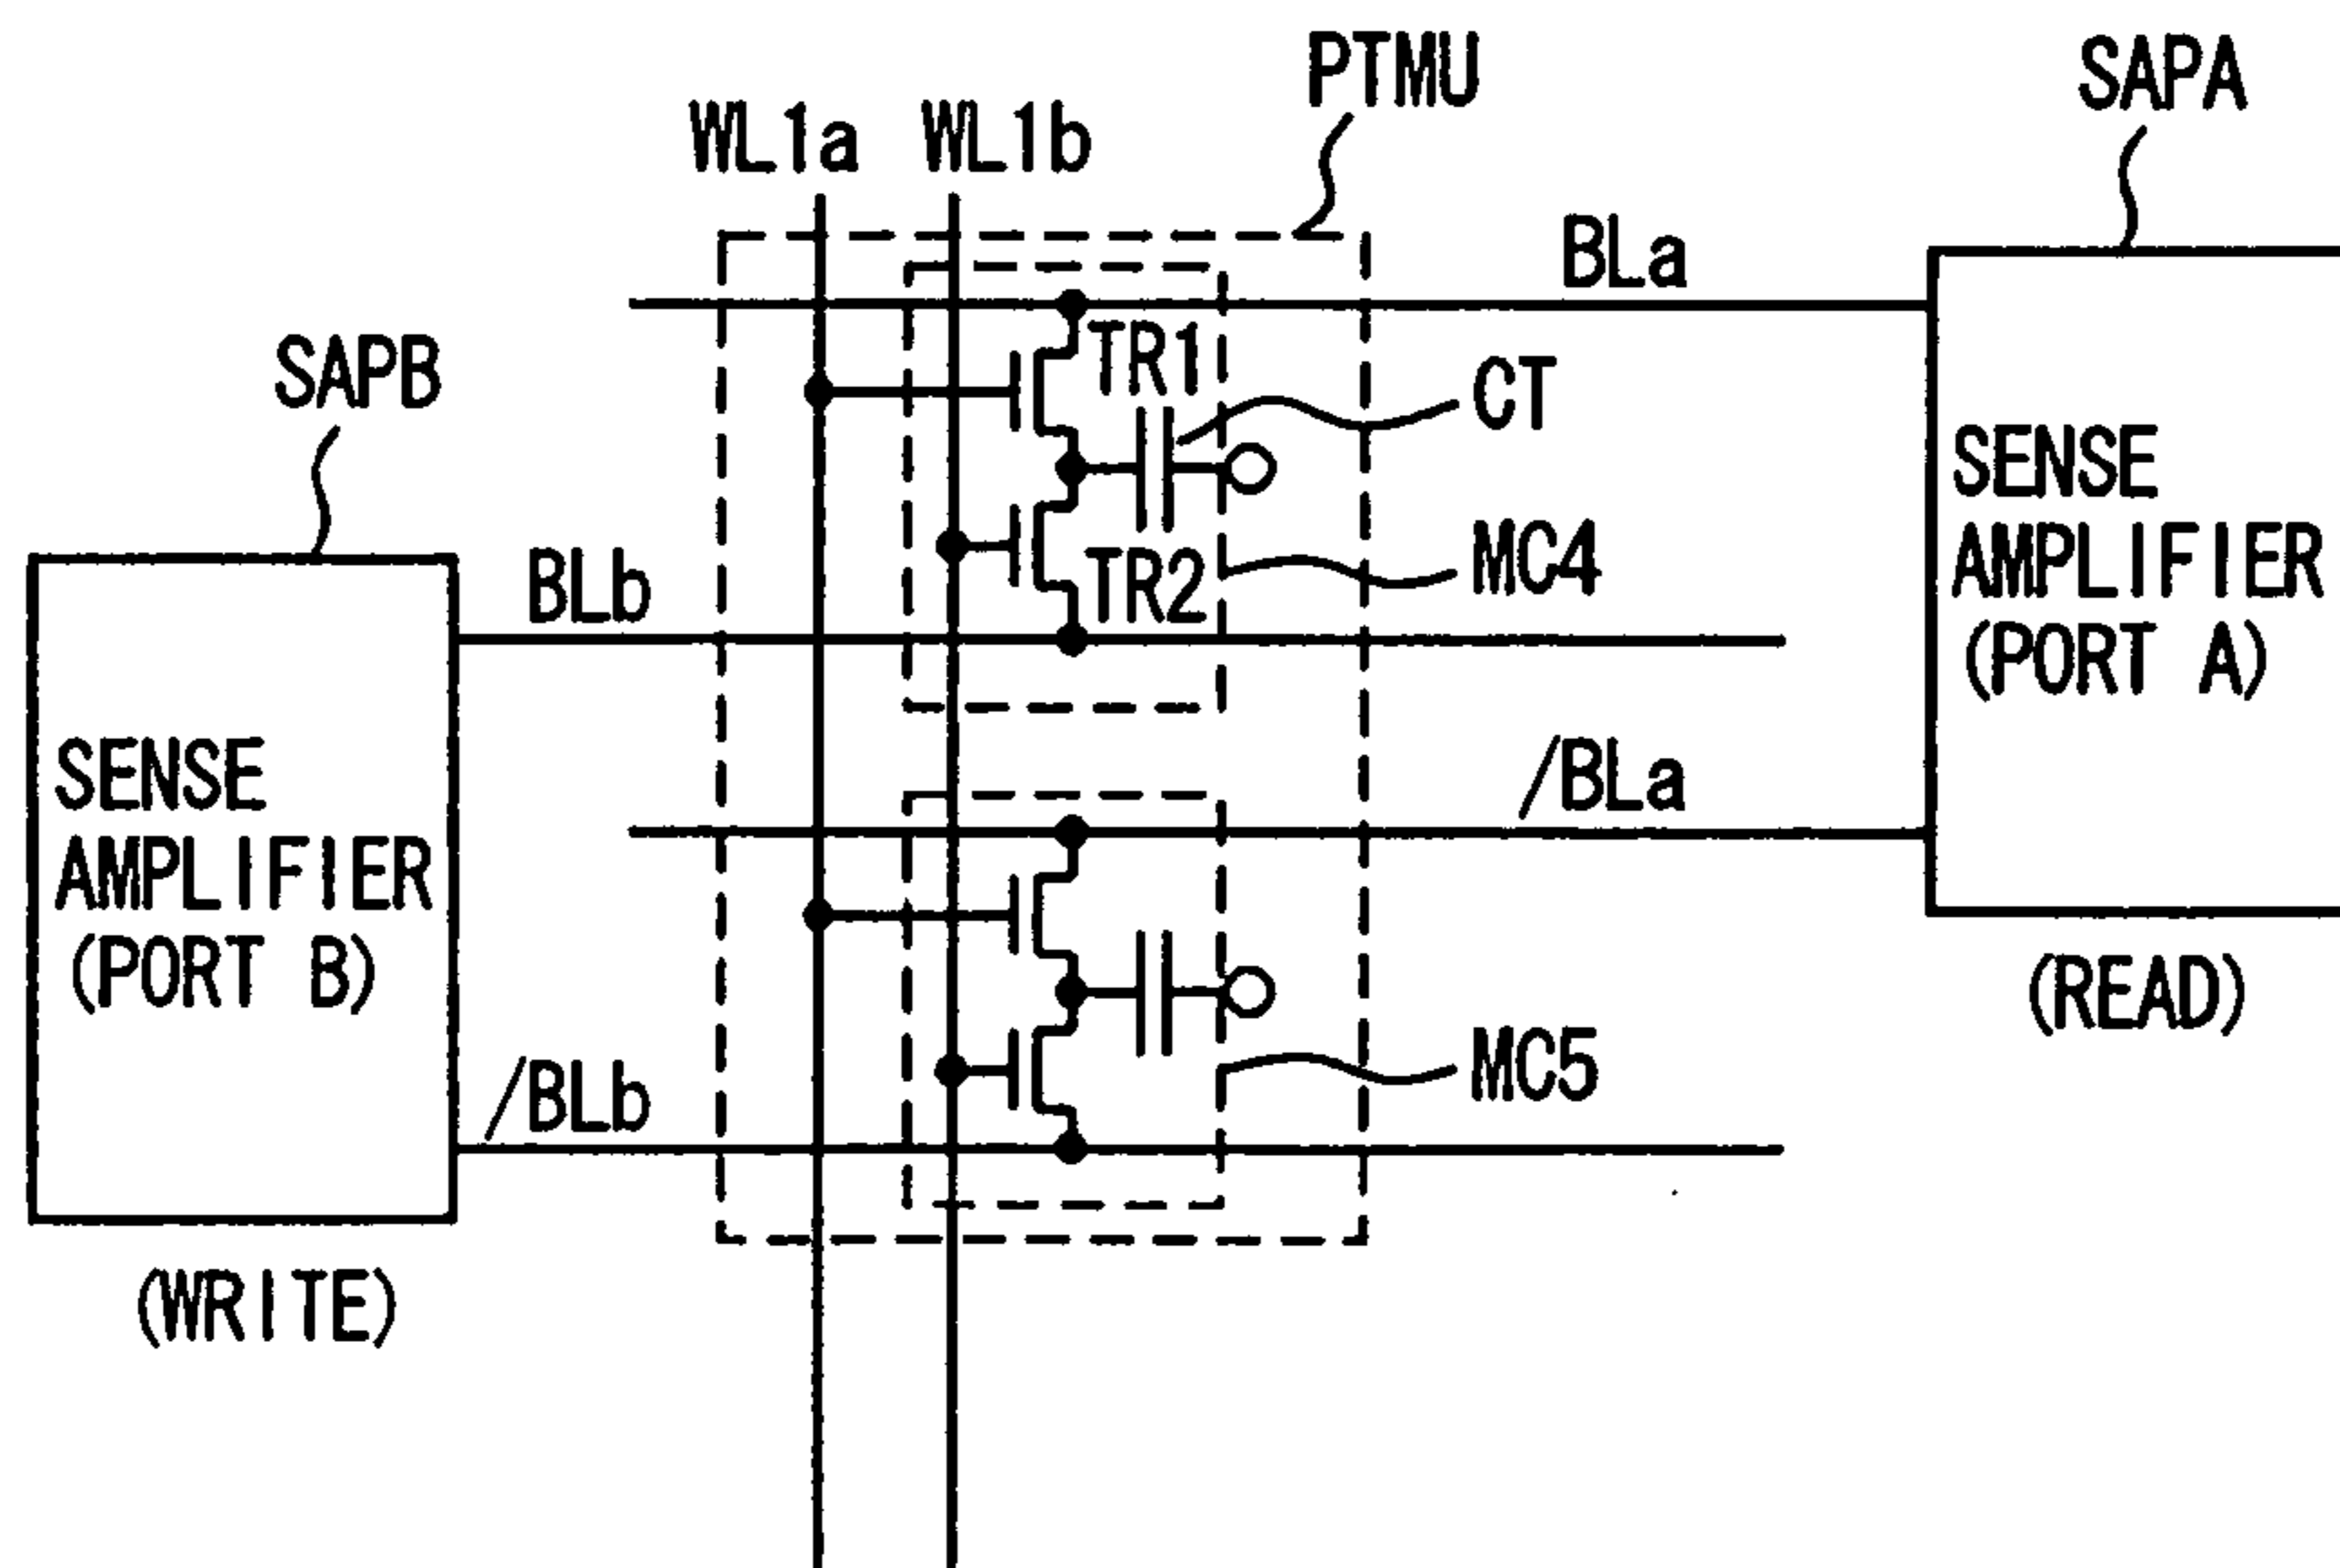 PTMU
SAPA
WL1a
WL1b
BLa
TR1
CT
SAPB
SENSE
AMPLIFIER
(PORT A)
MC4
BLb
TR2
SENSE
AMPLIFIER
(PORT B)
/BLa
(READ)
MC5
/BLb
(WRITE)